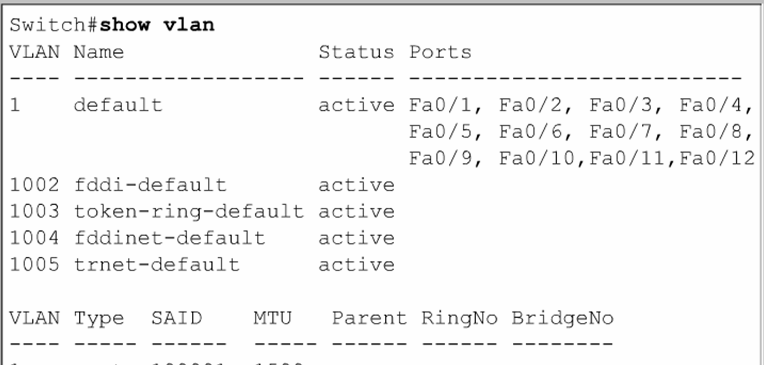 Switch#show vlan
VLAN Name Status Ports
---- ------------------ ------ -------------------------
1 default active Fa0/1, Fa0/2, Fa0/3, Fa0/4,
Fa0/5, Fa0/6, Fa0/7, Fa0/8,
Fa0/9, Fa0/10,Fa0/11,Fa0/12
1002 fddi-default active
1003 token-ring-default active
1004 fddinet-default active
1005 trnet-default active
VLAN Type SAID MTU Parent RingNo BridgeNo
---- ----- ------ ----- ------ ------ --------